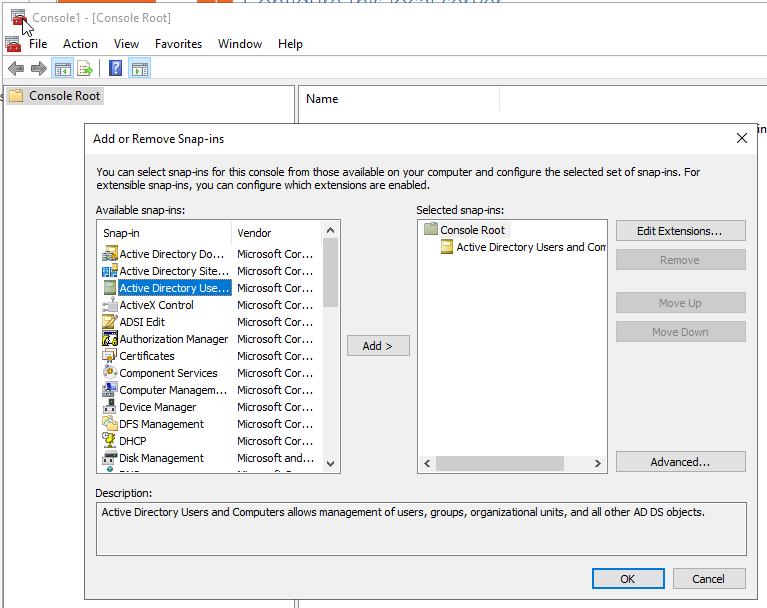 Configure this local server
Console1 - [Console Root]
File Action View Favorites Window Help
Console Root
Name
Add or Remove Snap-ins
You can select snap-ins for this console from those available on your computer and configure the selected set of snap-ins. For
extensible snap-ins, you can configure which extensions are enabled.
Available snap-ins:
Snap-in Vendor
Active Directory Do... Microsoft Cor...
Active Directory Site... Microsoft Cor...
Active Directory Use... Microsoft Cor...
ActiveX Control Microsoft Cor...
ADSI Edit Microsoft Cor...
Authorization Manager Microsoft Cor...
Certificates Microsoft Cor...
Component Services Microsoft Cor...
Computer Managem... Microsoft Cor...
Device Manager Microsoft Cor...
DFS Management Microsoft Cor...
DHCP Microsoft Cor...
Disk Management Microsoft and...
Add >
Selected snap-ins:
Console Root
Active Directory Users and Com
Edit Extensions...
Remove
Move Up
Move Down
Advanced...
Description:
Active Directory Users and Computers allows management of users, groups, organizational units, and all other AD DS objects.
OK Cancel